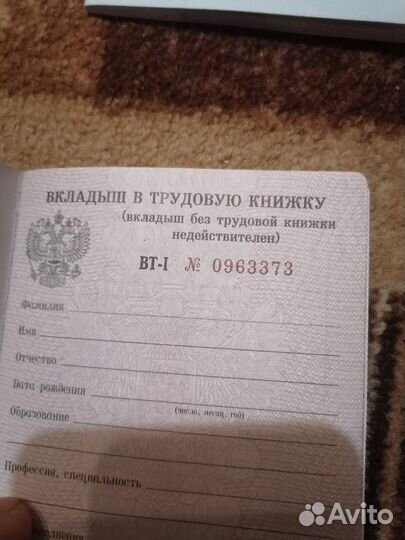 ВКЛАДЫШ В ТРУДОВУЮ КНИЖКУ
(вкладыш без трудовой книжки
недействителен)
ВТ-I № 0963373
Фамилия
Имя
Отчество
Дата рождения
(число, месяц, год)
Образование
Профессия, специальность
Avito